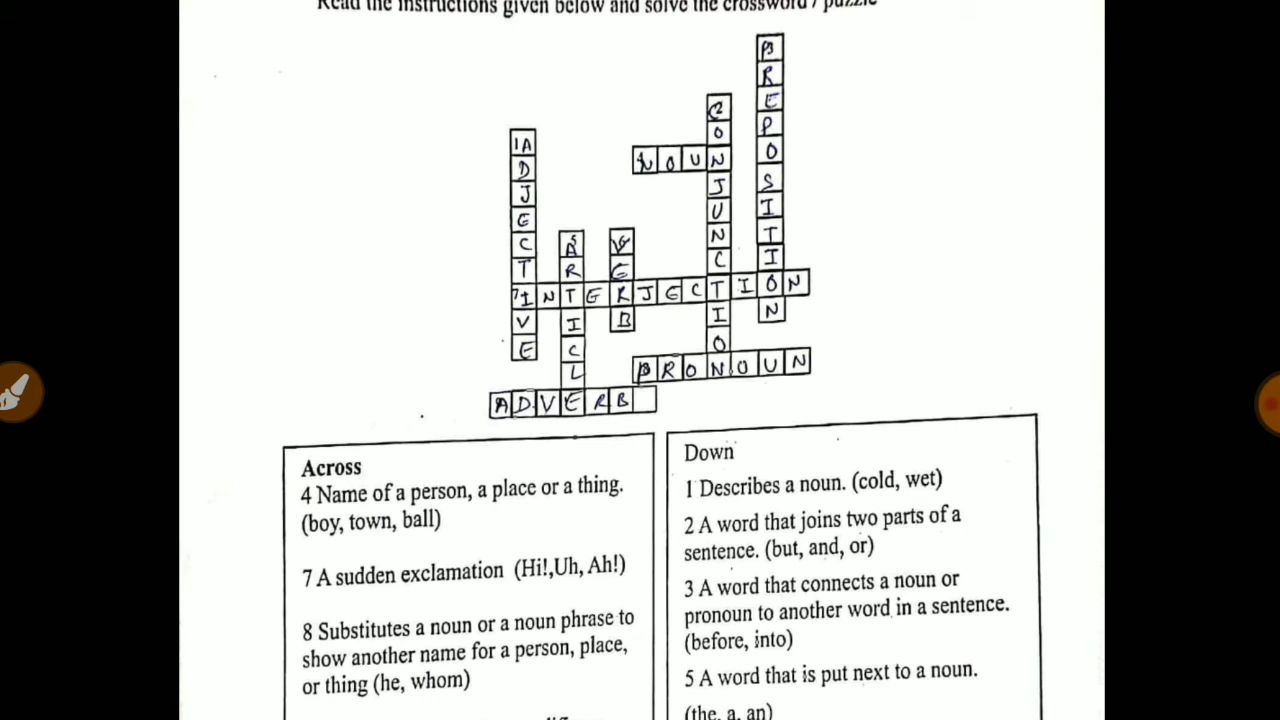 Read the instructions given below and solve the crossword / puzzle
PREPOSITION
CONJUNCTION
1 ADJECTIVE
NOUN
ARTICLE
VERB
7 INTERJECTION
PRONOUN
ADVERB
Across
4 Name of a person, a place or a thing.
(boy, town, ball)
7 A sudden exclamation (Hi!,Uh, Ah!)
8 Substitutes a noun or a noun phrase to
show another name for a person, place,
or thing (he, whom)
Down
1 Describes a noun. (cold, wet)
2 A word that joins two parts of a
sentence. (but, and, or)
3 A word that connects a noun or
pronoun to another word in a sentence.
(before, into)
5 A word that is put next to a noun.
(the, a, an)